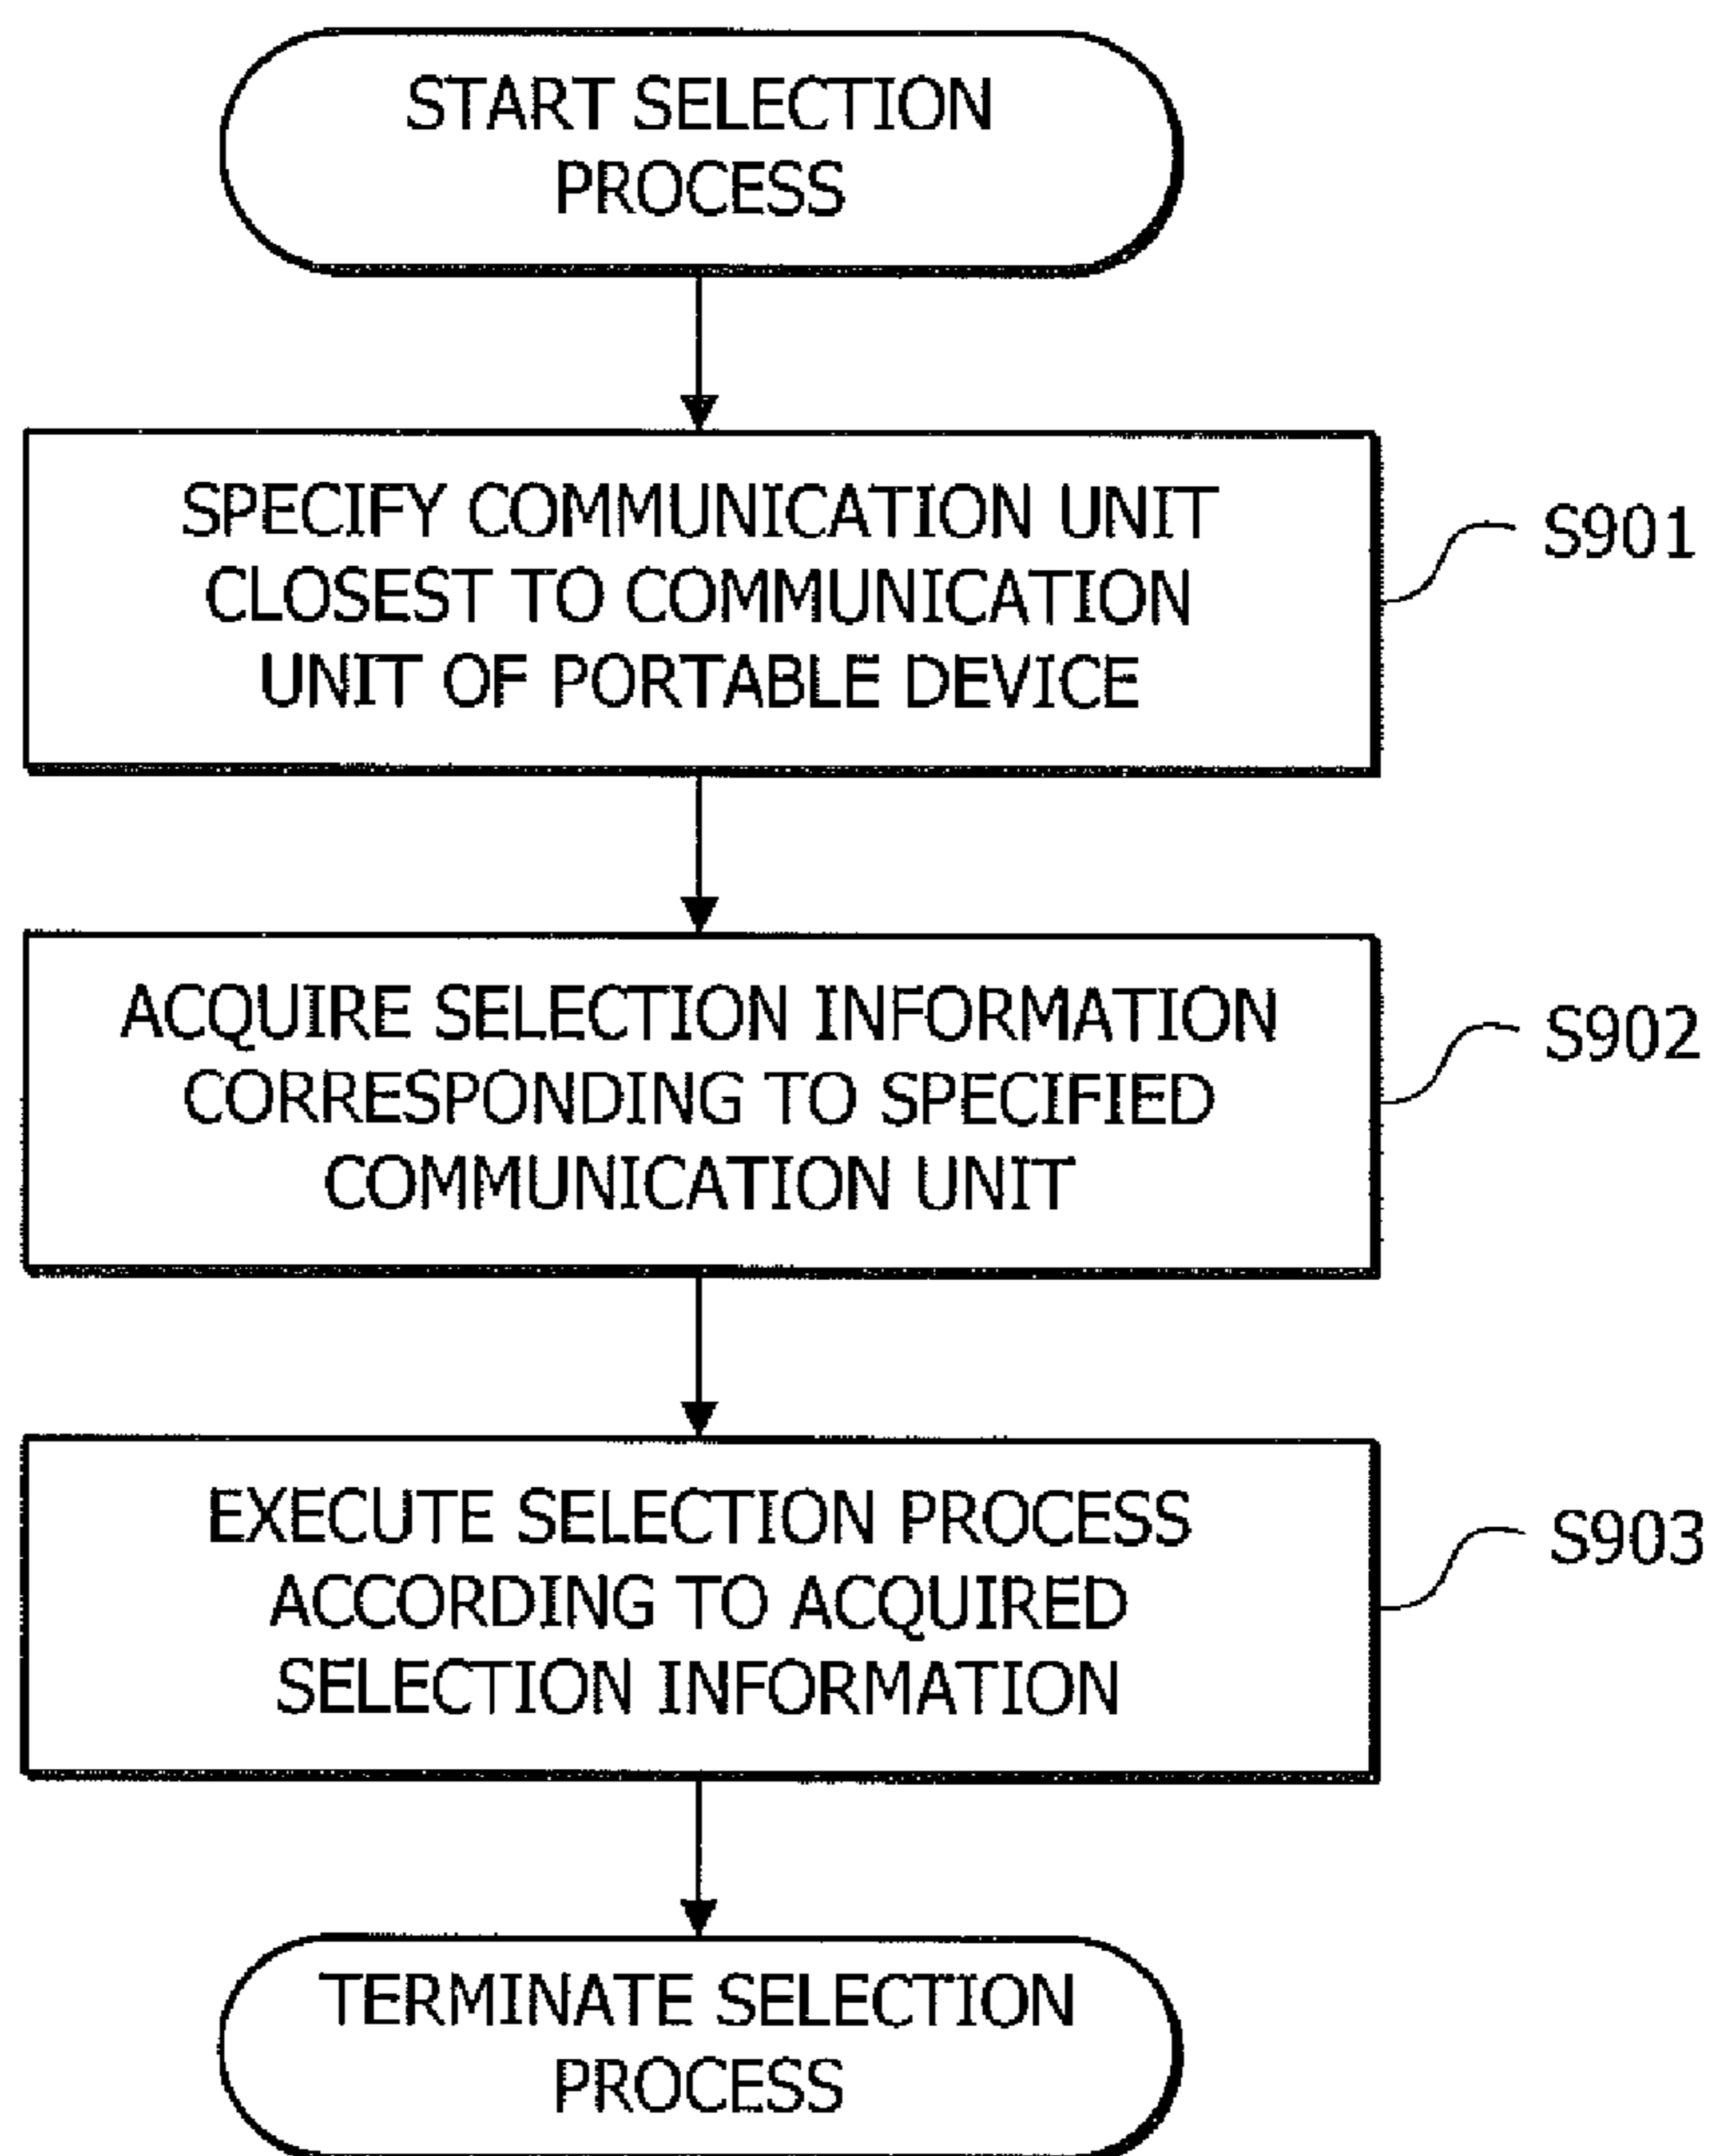 START SELECTION
PROCESS
SPECIFY COMMUNICATION UNIT
CLOSEST TO COMMUNICATION
UNIT OF PORTABLE DEVICE
S901
ACQUIRE SELECTION INFORMATION
CORRESPONDING TO SPECIFIED
COMMUNICATION UNIT
S902
EXECUTE SELECTION PROCESS
ACCORDING TO ACQUIRED
SELECTION INFORMATION
S903
TERMINATE SELECTION
PROCESS